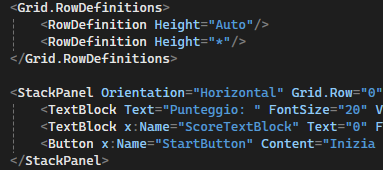 <Grid.RowDefinitions>
<RowDefinition Height="Auto"/>
<RowDefinition Height="*"/>
</Grid.RowDefinitions>
<StackPanel Orientation="Horizontal" Grid.Row="0"
<TextBlock Text="Punteggio: " FontSize="20" V
<TextBlock x:Name="ScoreTextBlock" Text="0" F
<Button x:Name="StartButton" Content="Inizia
</StackPanel>